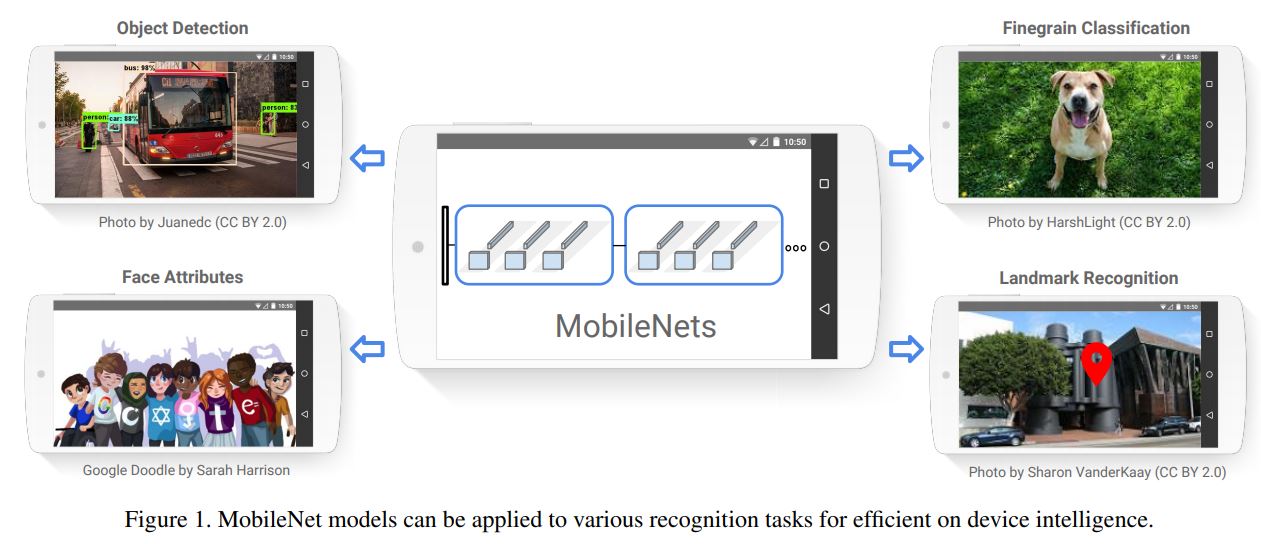 Object Detection
10:50
bus: 98%
person:
car: 88%
Photo by Juanedc (CC BY 2.0)
Face Attributes
10:50
G
C
t
e=
Google Doodle by Sarah Harrison
10:50
MobileNets
Finegrain Classification
10:50
Photo by HarshLight (CC BY 2.0)
Landmark Recognition
10:50
Photo by Sharon VanderKaay (CC BY 2.0)
Figure 1. MobileNet models can be applied to various recognition tasks for efficient on device intelligence.